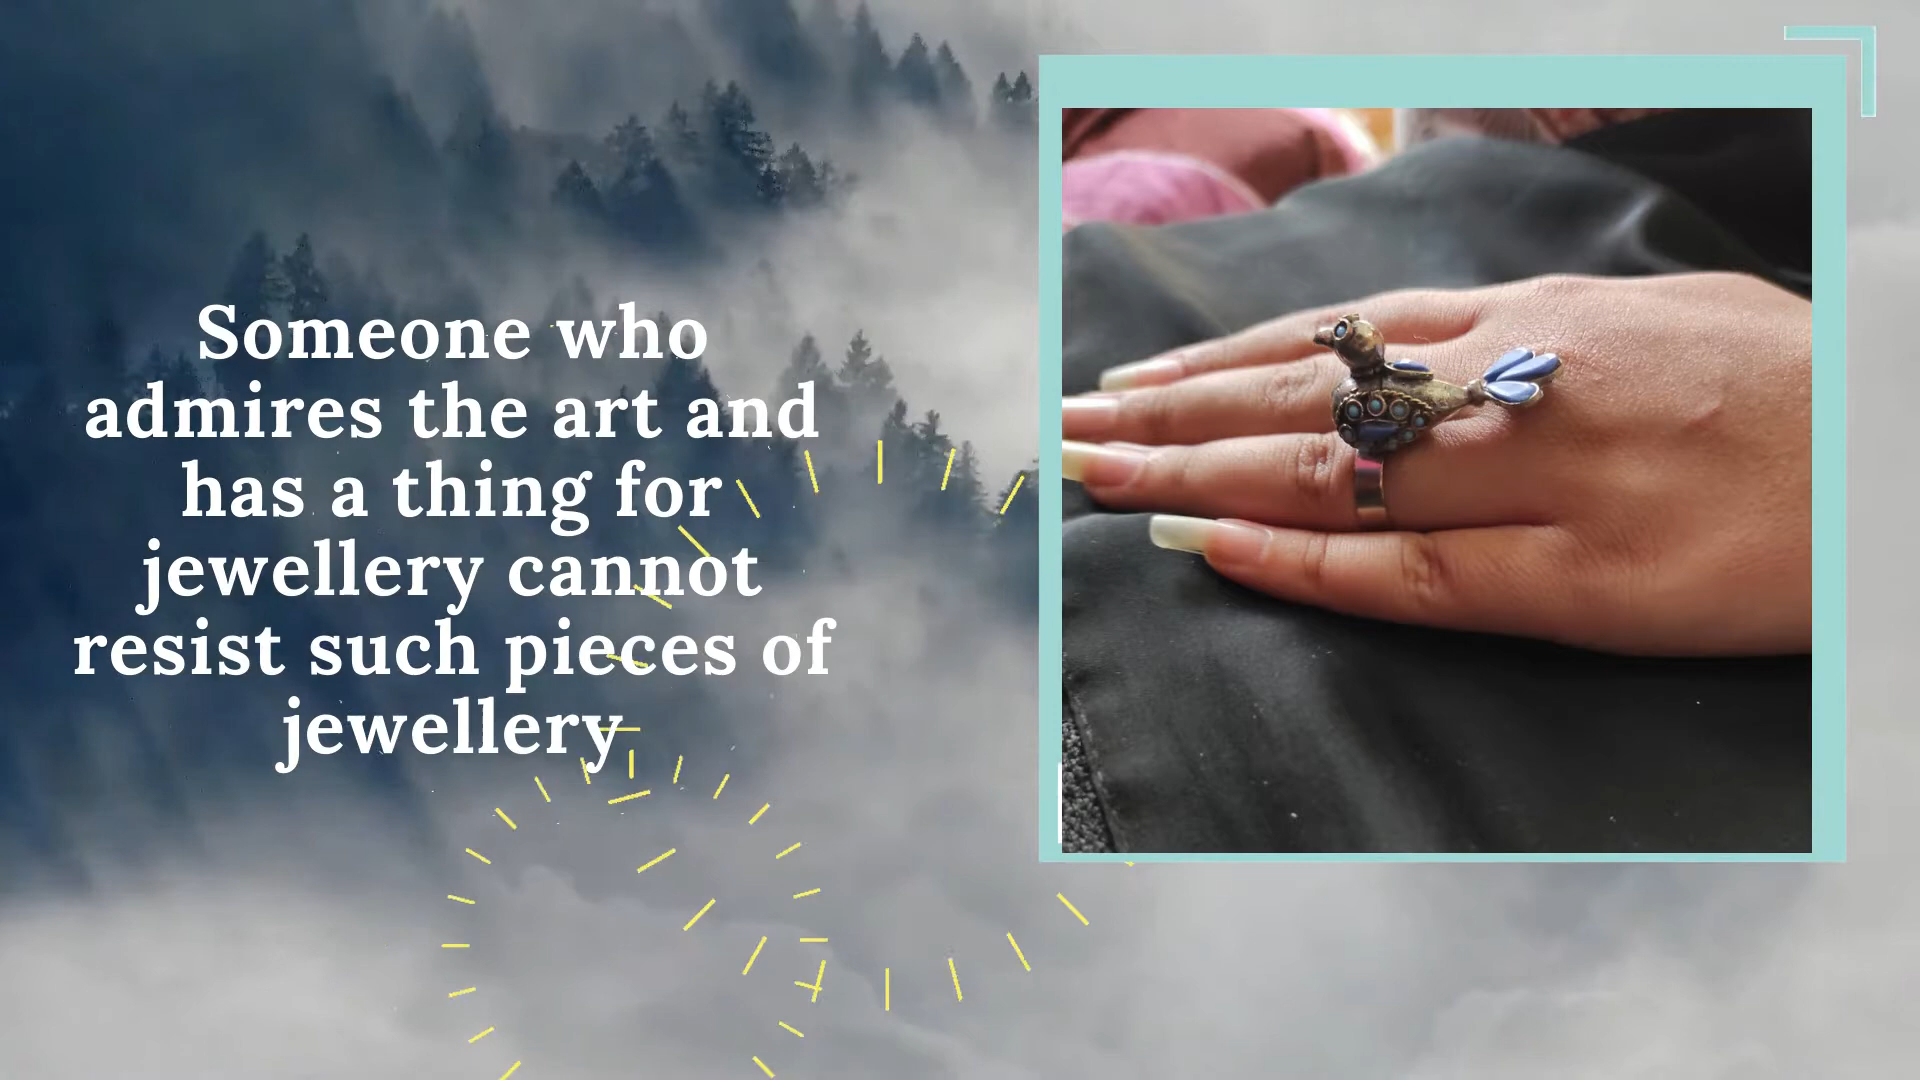 Someone who
admires the art and
has a thing for
jewellery cannot
resist such pieces of
jewellery